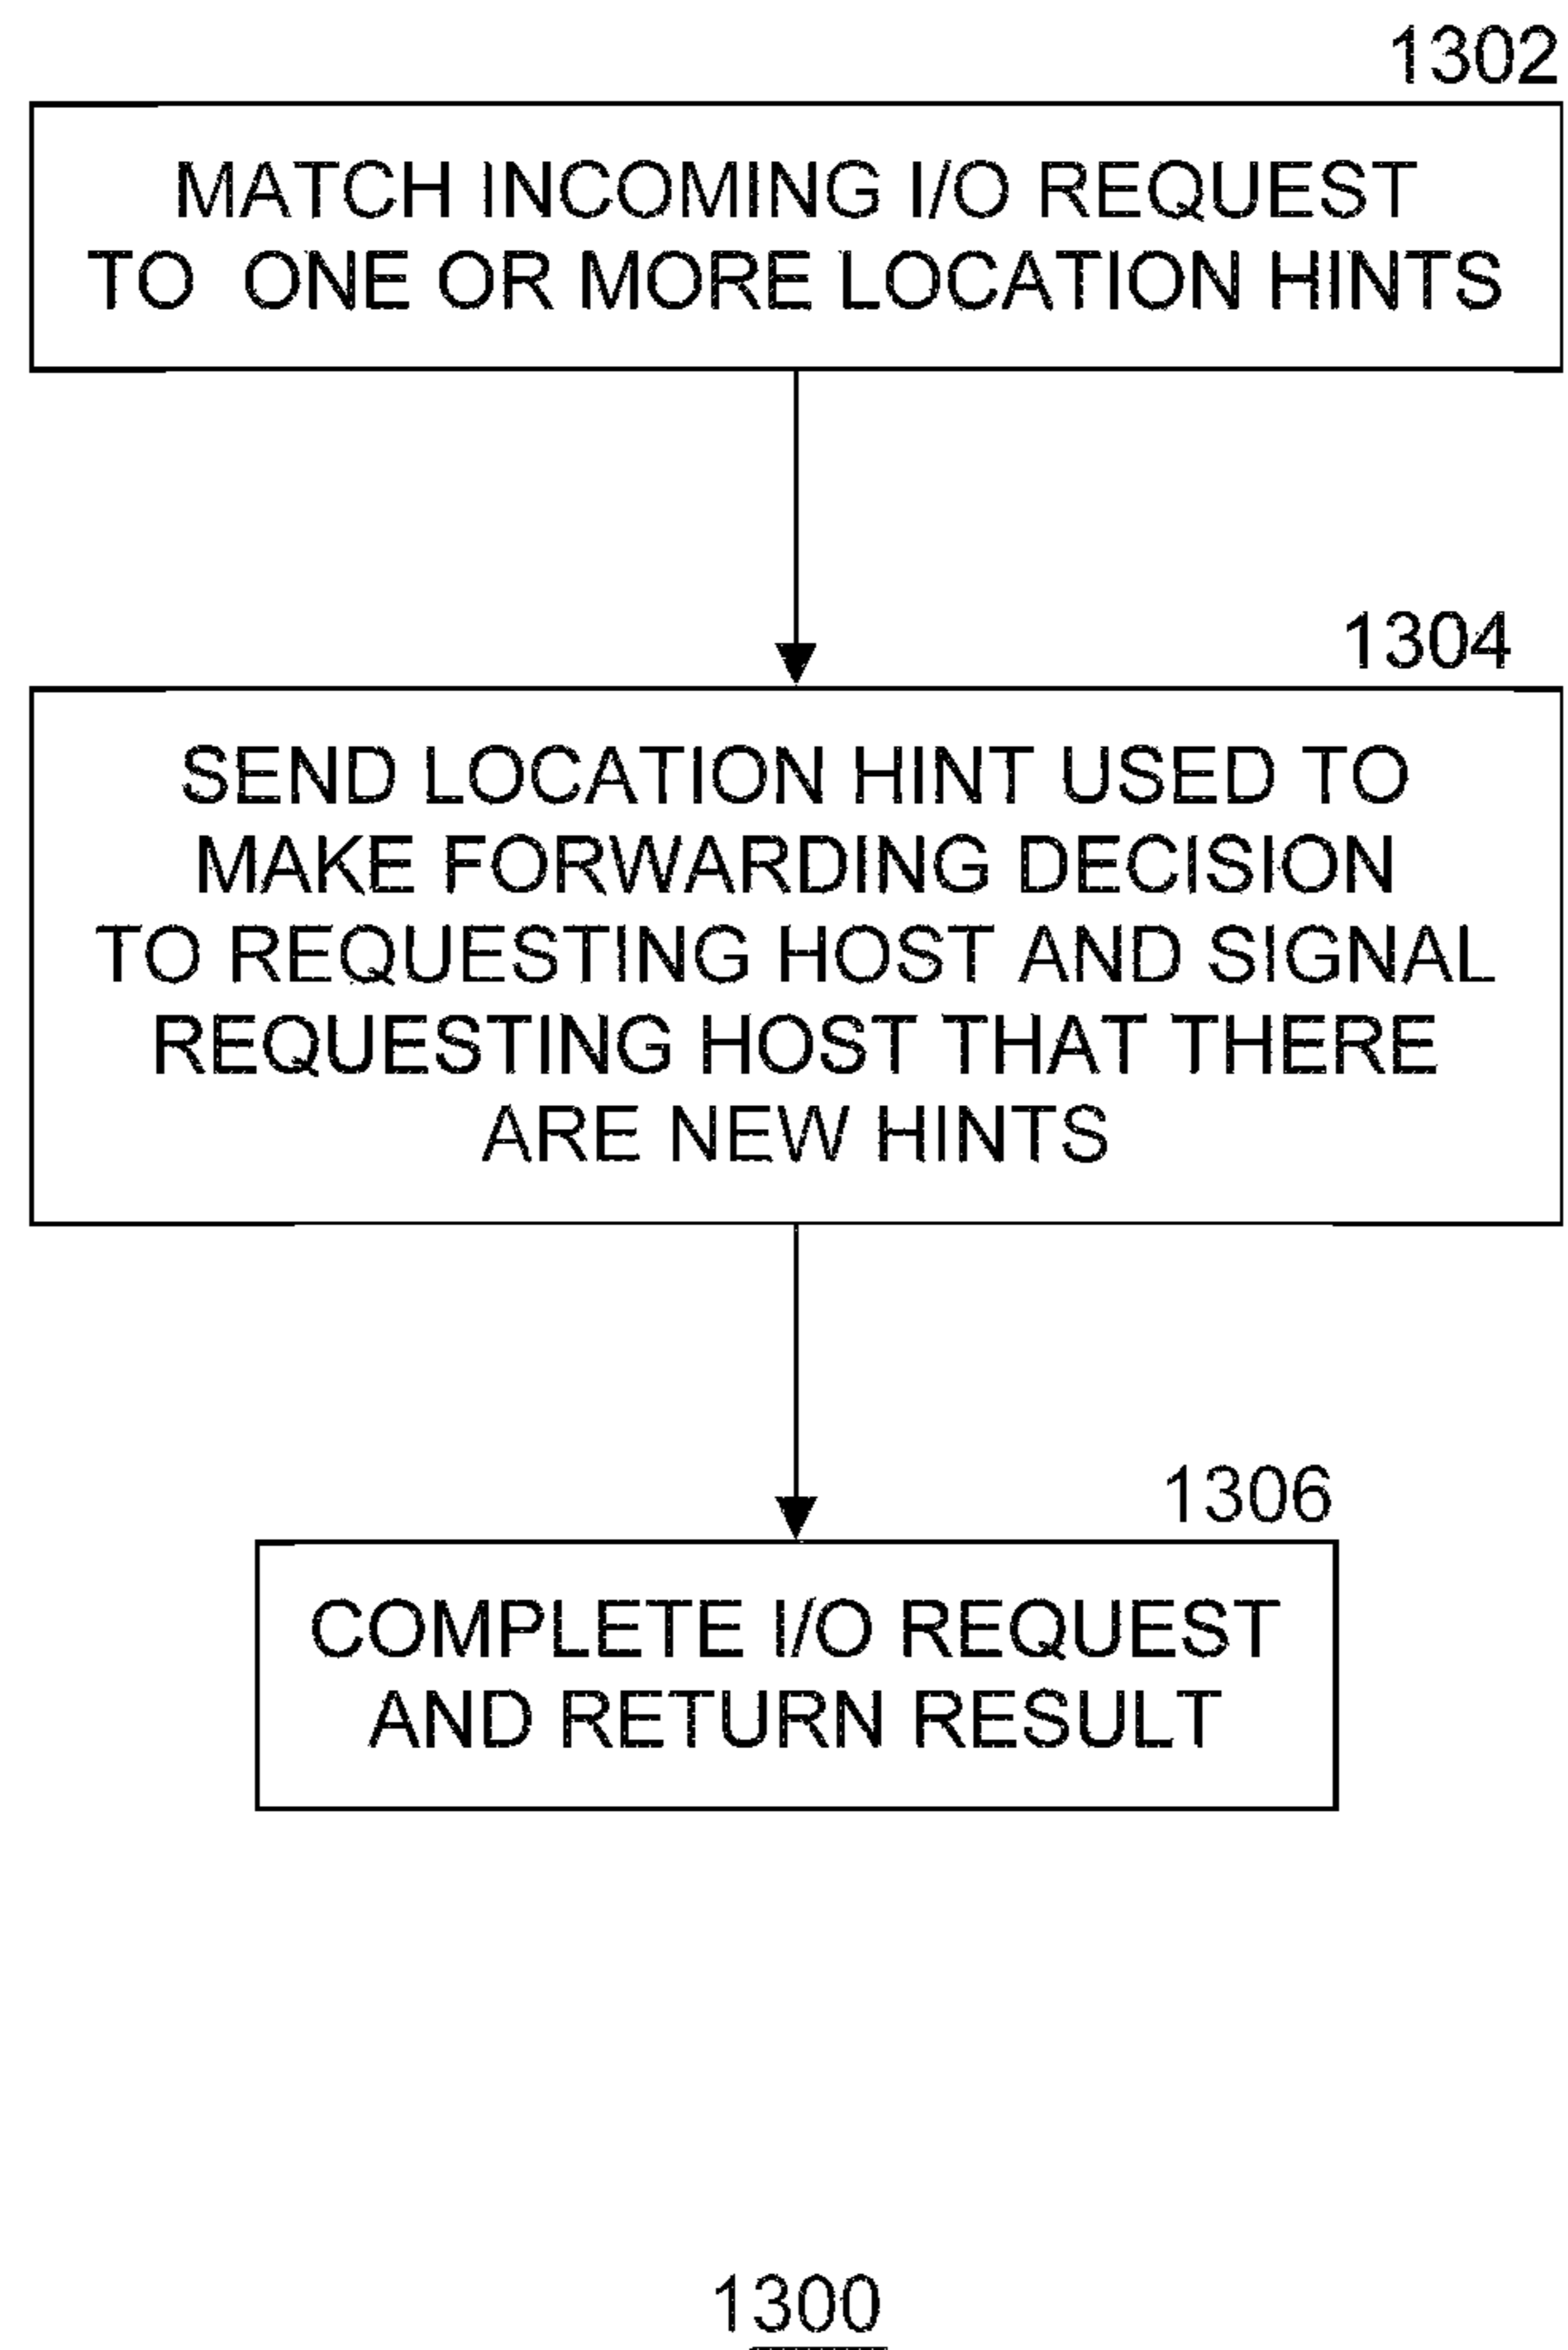 1302
MATCH INCOMING I/O REQUEST
TO ONE OR MORE LOCATION HINTS
1304
SEND LOCATION HINT USED TO
MAKE FORWARDING DECISION
TO REQUESTING HOST AND SIGNAL
REQUESTING HOST THAT THERE
ARE NEW HINTS
1306
COMPLETE I/O REQUEST
AND RETURN RESULT
1300